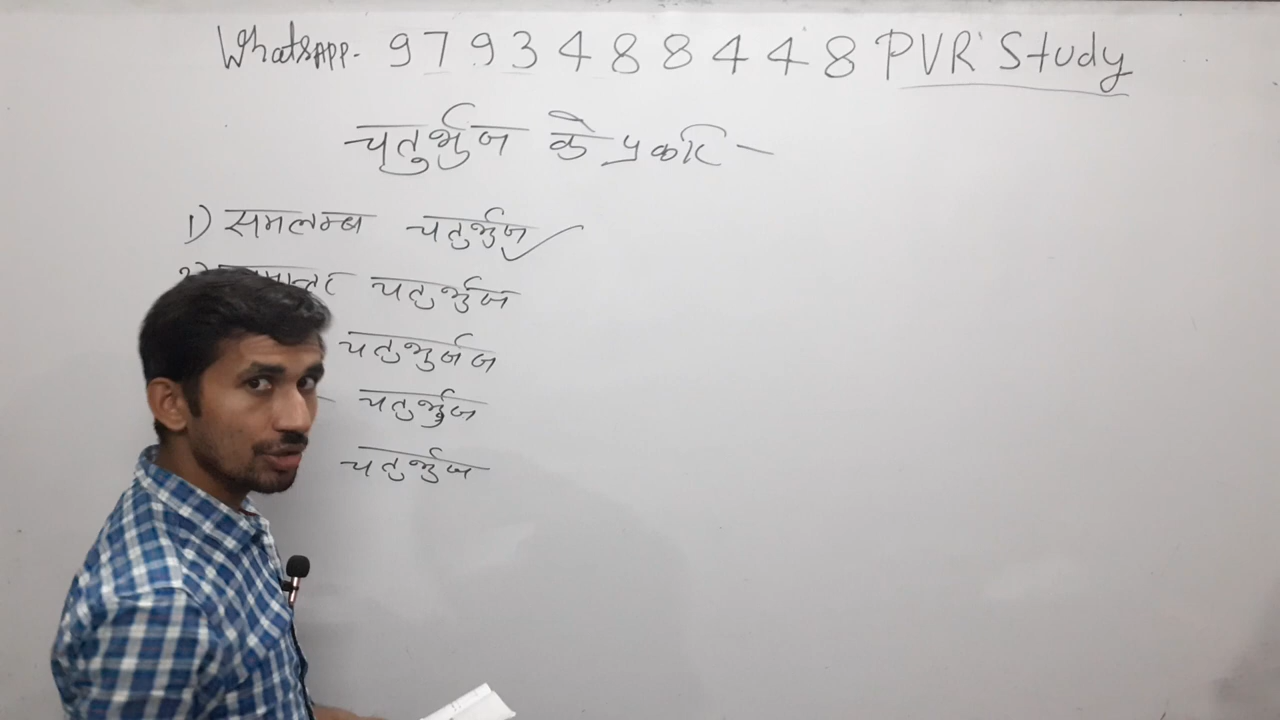 WhatsAPP. 9793488448 PVR Study
चतुर्भुज के प्रकार –
1) समलम्ब चतुर्भुज ✓
चतुर्भुज
चतुभुर्ज
चतुर्भुज
चतुर्भुज